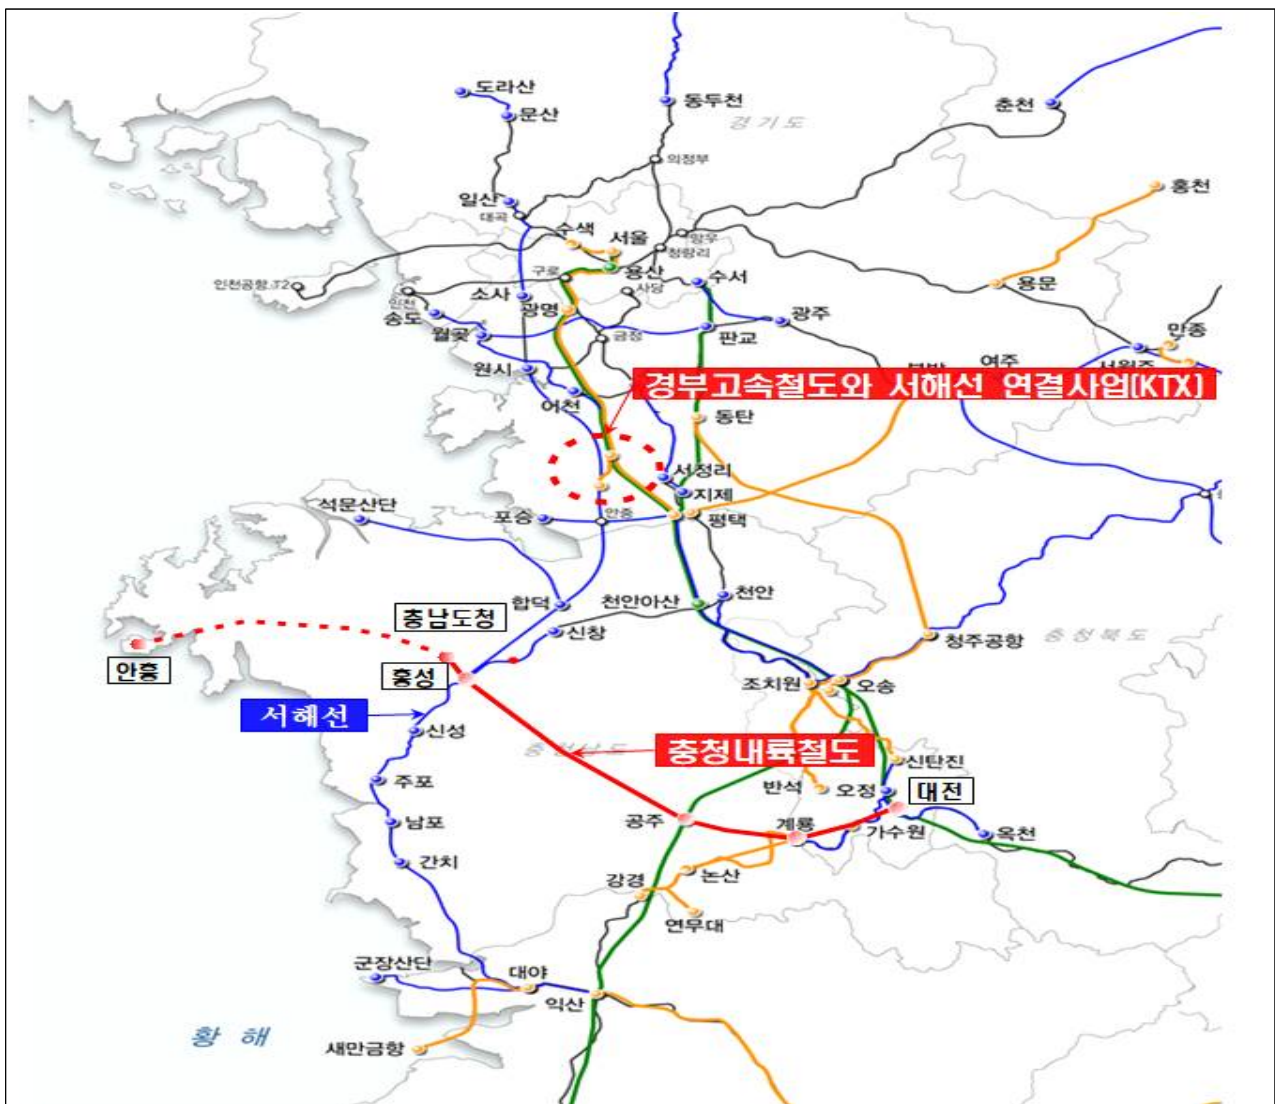 도라산
문산
동두천
경기도
춘천
의정부
홍천
일산
대곡
수색
서울
망우
청량리
용산
인천공항.T2
구로
사당
수서
용문
인천
소사
송도
광명
광주
월곶
금정
판교
만종
서원주
여주
원시
경부고속철도와 서해선 연결사업(KTX)
어천
동탄
서정리
지제
석문산단
포승
안중
평택
천안
합덕
천안아산
충남도청
신창
청주공항
충청북도
안흥
홍성
조치원
오송
서해선
신성
충청남도
충청내륙철도
신탄진
주포
반석
오정
대전
남포
공주
계룡
가수원
옥천
간치
강경
논산
연무대
군장산단
대야
익산
황해
새만금항